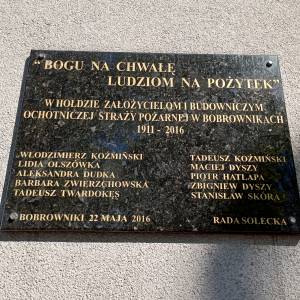 “BOGU NA CHWAŁĘ
LUDZIOM NA POŻYTEK”
W HOŁDZIE ZAŁOŻYCIELOM I BUDOWNICZYM
OCHOTNICZEJ STRAŻY POŻARNEJ W BOBROWNIKACH
1911 - 2016
WŁODZIMIERZ KOŹMIŃSKI
LIDIA OLSZÓWKA
ALEKSANDRA DUDKA
BARBARA ZWIERZCHOWSKA
TADEUSZ TWARDOKĘS
TADEUSZ KOŹMIŃSKI
MACIEJ DYSZY
PIOTR HATLAPA
ZBIGNIEW DYSZY
STANISŁAW SKÓRA
BOBROWNIKI 22 MAJA 2016
RADA SOŁECKA